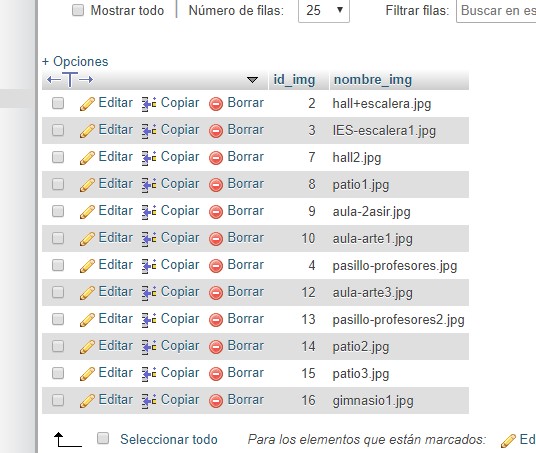 Mostrar todo Número de filas: 25 Filtrar filas: Buscar en es
+ Opciones
id_img nombre_img
Editar Copiar Borrar 2 hall+escalera.jpg
Editar Copiar Borrar 3 IES-escalera1.jpg
Editar Copiar Borrar 7 hall2.jpg
Editar Copiar Borrar 8 patio1.jpg
Editar Copiar Borrar 9 aula-2asir.jpg
Editar Copiar Borrar 10 aula-arte1.jpg
Editar Copiar Borrar 4 pasillo-profesores.jpg
Editar Copiar Borrar 12 aula-arte3.jpg
Editar Copiar Borrar 13 pasillo-profesores2.jpg
Editar Copiar Borrar 14 patio2.jpg
Editar Copiar Borrar 15 patio3.jpg
Editar Copiar Borrar 16 gimnasio1.jpg
Seleccionar todo Para los elementos que están marcados: Ed